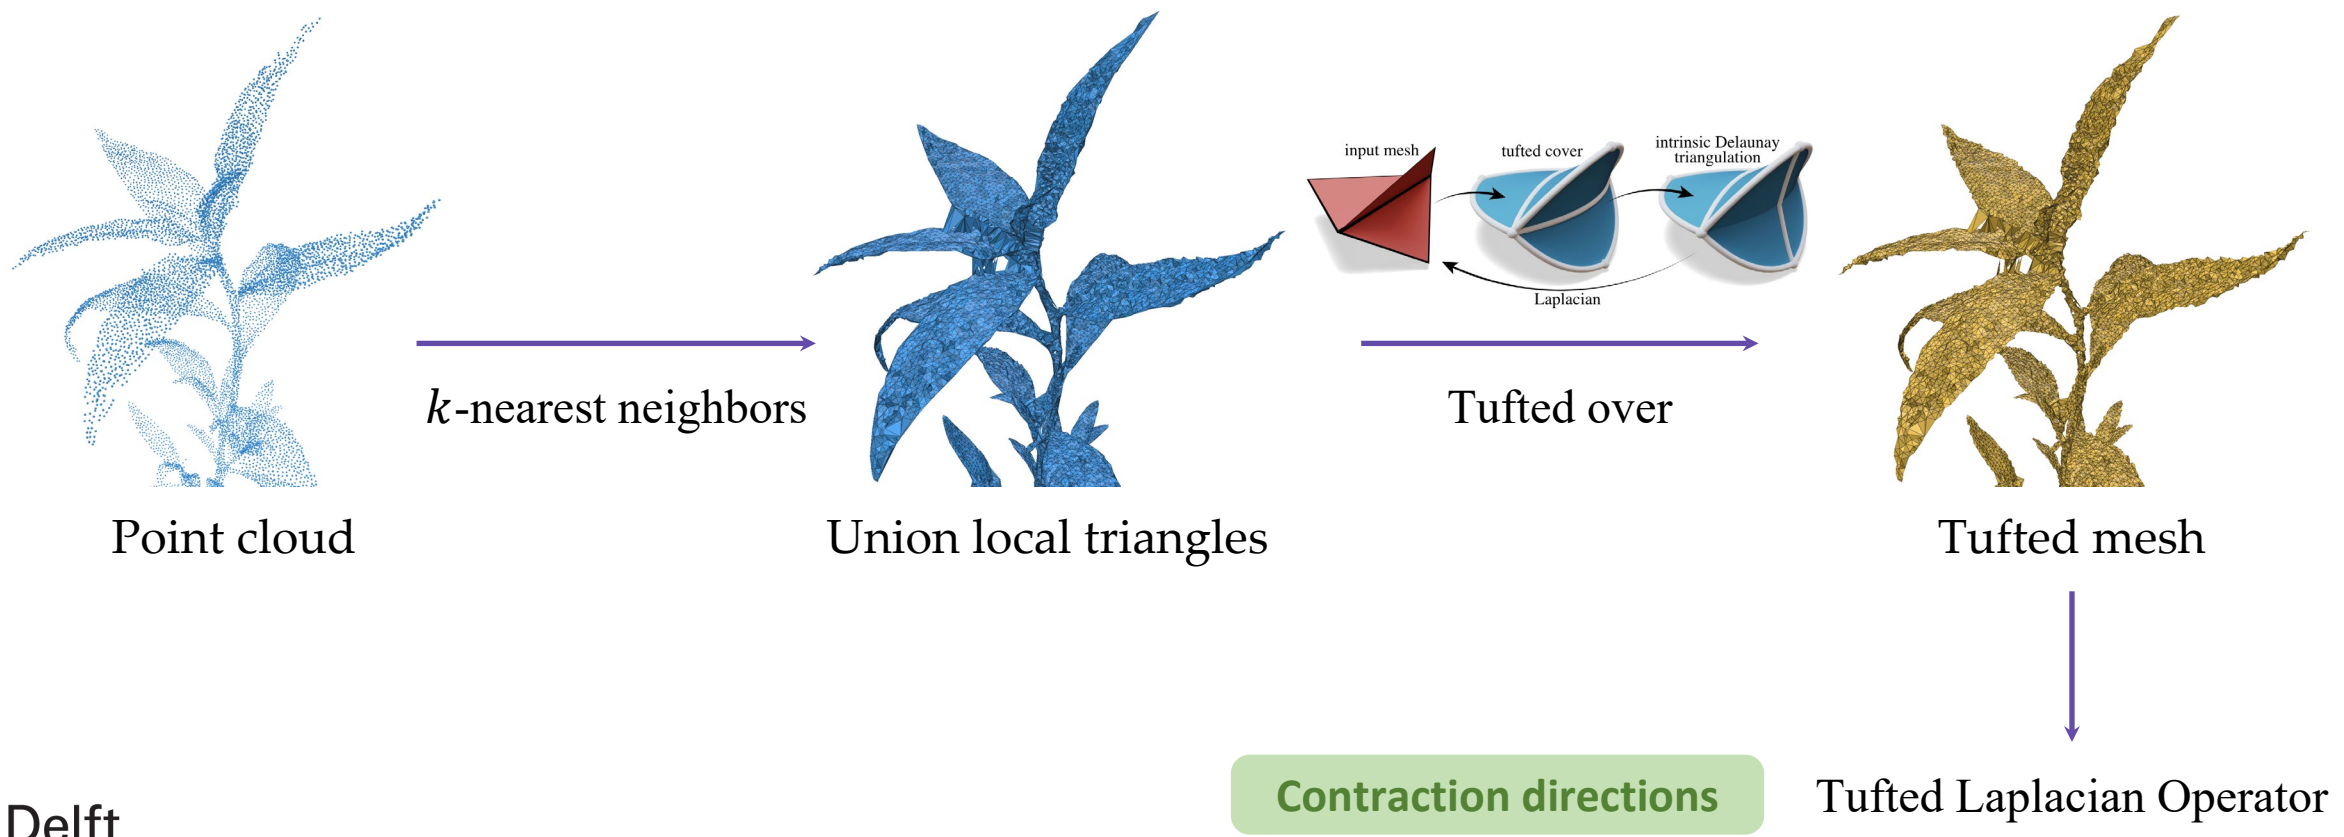 input mesh
tufted cover
intrinsic Delaunay
triangulation
Laplacian
k-nearest neighbors
Tufted over
Point cloud
Union local triangles
Tufted mesh
Contraction directions
Tufted Laplacian Operator
Delft